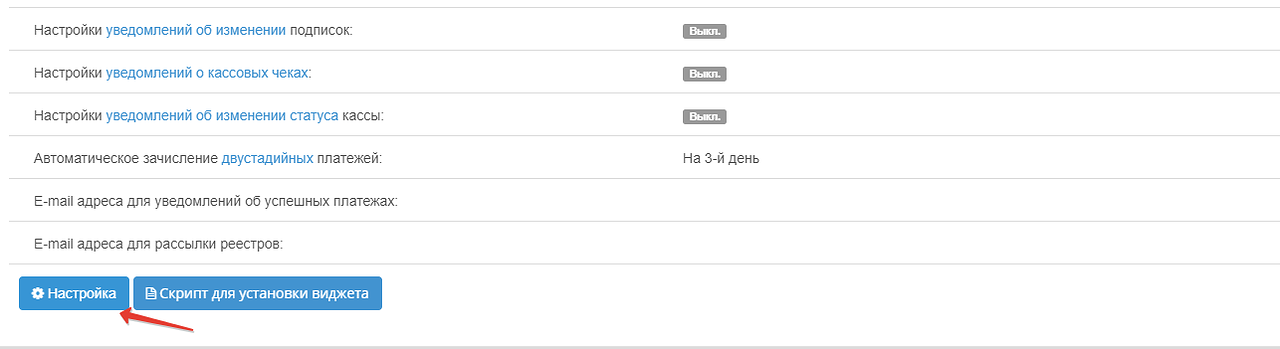 Настройки уведомлений об изменении подписок: Выкл.
Настройки уведомлений о кассовых чеках: Выкл.
Настройки уведомлений об изменении статуса кассы: Выкл.
Автоматическое зачисление двустадийных платежей: На 3-й день
E-mail адреса для уведомлений об успешных платежах:
E-mail адреса для рассылки реестров:
Настройка Скрипт для установки виджета